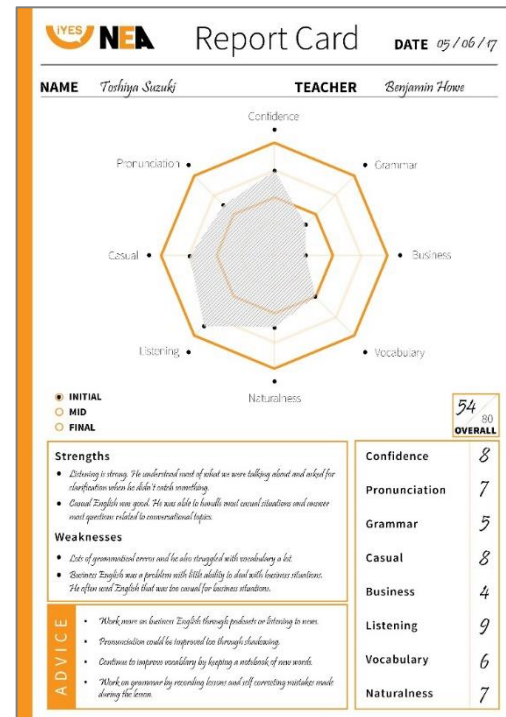 iYES NEA Report Card DATE 05/06/17
NAME Toshiya Suzuki TEACHER Benjamin Howe
Confidence
Pronunciation Grammar
Casual Business
Listening Vocabulary
Naturalness
INITIAL
MID
FINAL
54/80
OVERALL
Strengths
Listening is strong. He understood most of what we were talking about and asked for
clarification when he didn't catch something.
Casual English was good. He was able to handle most casual situations and answer
most questions related to conversational topics.
Weaknesses
Lots of grammatical errors and he also struggled with vocabulary a lot.
Business English was a problem with little ability to deal with business situations.
He often used English that was too casual for business situations.
Confidence 8
Pronunciation 7
Grammar 5
Casual 8
Business 4
Listening 9
Vocabulary 6
Naturalness 7
ADVICE
Work more on business English through podcasts or listening to news.
Pronunciation could be improved too through shadowing.
Continue to improve vocablary by keeping a notebook of new words.
Work on grammar by recording lessons and self correcting mistakes made
during the lesson.